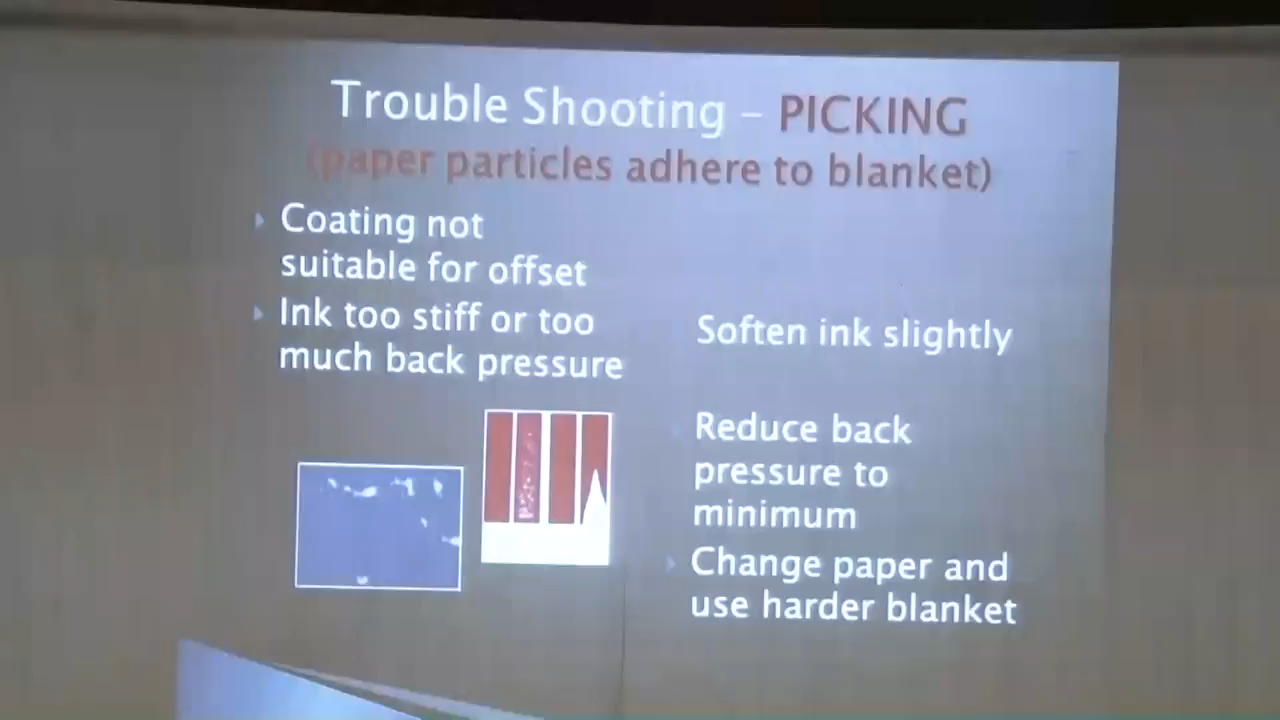 Trouble Shooting – PICKING
(paper particles adhere to blanket)
Coating not
suitable for offset
Ink too stiff or too
much back pressure
Soften ink slightly
Reduce back
pressure to
minimum
Change paper and
use harder blanket